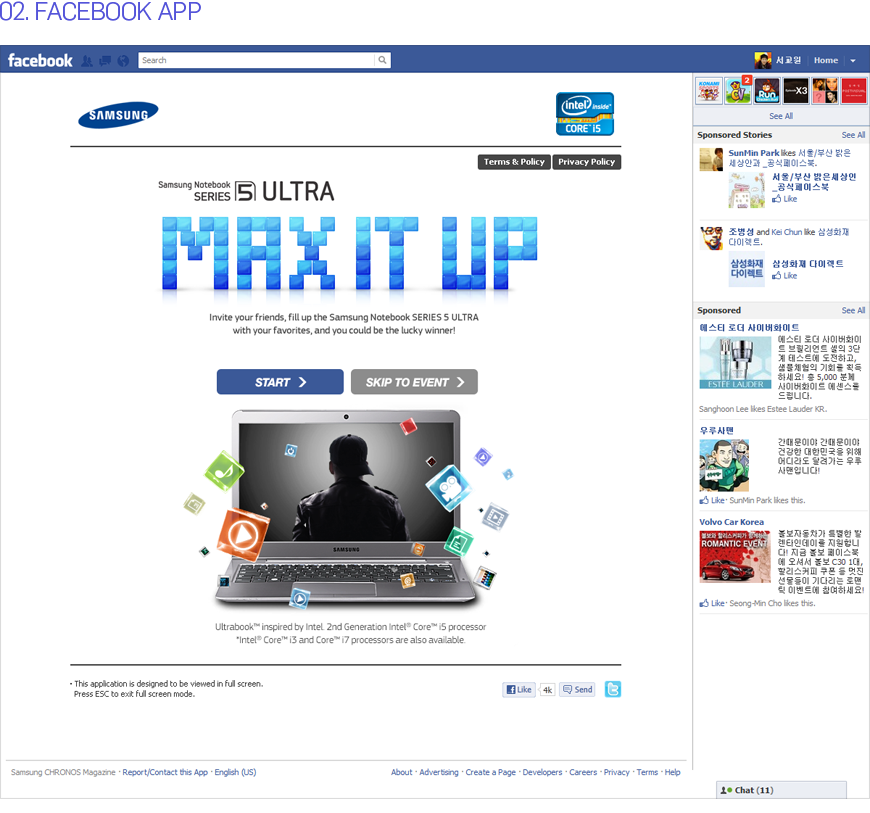 02. FACEBOOK APP
facebook
Search
서교원
Home
SAMSUNG
intel inside
CORE i5
Terms & Policy
Privacy Policy
Samsung Notebook
SERIES 5 ULTRA
MAX IT UP
Invite your friends, fill up the Samsung Notebook SERIES 5 ULTRA
with your favorites, and you could be the lucky winner!
START
SKIP TO EVENT
SAMSUNG
Ultrabook™ inspired by Intel. 2nd Generation Intel® Core™ i5 processor
*Intel® Core™ i3 and Core™ i7 processors are also available.
• This application is designed to be viewed in full screen.
Press ESC to exit full screen mode.
Like
4k
Send
Samsung CHRONOS Magazine · Report/Contact this App · English (US)
About · Advertising · Create a Page · Developers · Careers · Privacy · Terms · Help
KONAMI
2
Run
X3
See All
Sponsored Stories
See All
SunMin Park likes 서울/부산 밝은
세상안과 _공식페이스북.
서울/부산 밝은세상안
_공식페이스북
Like
조병성 and Kei Chun like 삼성화재
다이렉트.
삼성화재
다이렉트
삼성화재 다이렉트
Like
Sponsored
See All
에스티 로더 사이버화이트
ESTEE LAUDER
에스티 로더 사이버화이
트 브릴리언트 셀의 3단
계 테스트에 도전하고,
샘플체험의 기회를 획득
하세요! 총 5,000 분께
사이버화이트 에센스를
드립니다.
Sanghoon Lee likes Estee Lauder KR.
우루사맨
간때문이야 간때문이야
건강한 대한민국을 위해
어디라도 달려가는 우루
사맨입니다!
Like · SunMin Park likes this.
Volvo Car Korea
볼보와 할리스커피가 함께하는
ROMANTIC EVENT
볼보자동차가 특별한 발
렌타인데이를 지원합니
다! 지금 볼보 페이스북
에 오셔서 볼보 C30 1대,
할리스커피 쿠폰 등 멋진
선물들이 기다리는 로맨
틱 이벤트에 참여하세요!
Like · Seong-Min Cho likes this.
Chat (11)